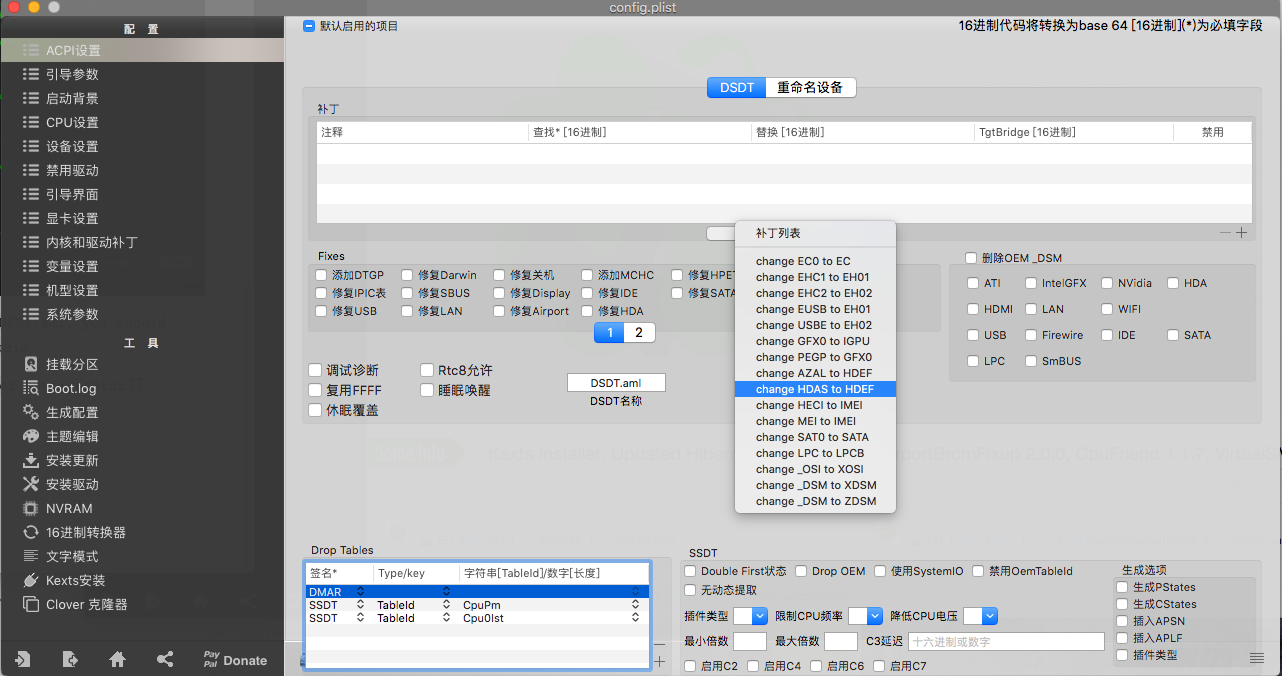 config.plist
配 置
ACPI设置
引导参数
启动背景
CPU设置
设备设置
禁用驱动
引导界面
显卡设置
内核和驱动补丁
变量设置
机型设置
系统参数
工 具
挂载分区
Boot.log
生成配置
主题编辑
安装更新
安装驱动
NVRAM
16进制转换器
文字模式
Kexts安装
Clover 克隆器
Pay Pal Donate
默认启用的项目
16进制代码将转换为base 64 [16进制](*)为必填字段
DSDT 重命名设备
补丁
注释 查找* [16进制] 替换 [16进制] TgtBridge [16进制] 禁用
补丁列表
change EC0 to EC
change EHC1 to EH01
change EHC2 to EH02
change EUSB to EH01
change USBE to EH02
change GFX0 to IGPU
change PEGP to GFX0
change AZAL to HDEF
change HDAS to HDEF
change HECI to IMEI
change MEI to IMEI
change SAT0 to SATA
change LPC to LPCB
change _OSI to XOSI
change _DSM to XDSM
change _DSM to ZDSM
Fixes
添加DTGP 修复Darwin 修复关机 添加MCHC 修复HPET
修复IPIC表 修复SBUS 修复Display 修复IDE 修复SATA
修复USB 修复LAN 修复Airport 修复HDA
1 2
删除OEM _DSM
ATI IntelGFX NVidia HDA
HDMI LAN WIFI
USB Firewire IDE SATA
LPC SmBUS
调试诊断 Rtc8允许
复用FFFF 睡眠唤醒
休眠覆盖
DSDT.aml
DSDT名称
Drop Tables
签名* Type/key 字符串[TableId]/数字[长度]
DMAR
SSDT TableId CpuPm
SSDT TableId Cpu0Ist
SSDT
Double First状态 Drop OEM 使用SystemIO 禁用OemTableId
无动态提取
插件类型 限制CPU频率 降低CPU电压
最小倍数 最大倍数 C3延迟 十六进制或数字
启用C2 启用C4 启用C6 启用C7
生成选项
生成PStates
生成CStates
插入APSN
插入APLF
插件类型